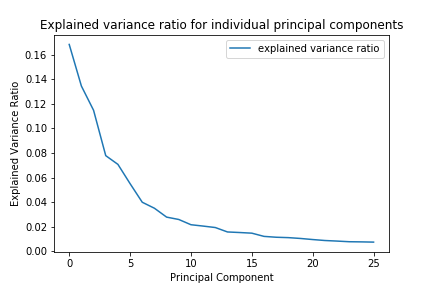 Explained variance ratio for individual principal components
explained variance ratio
0.16
0.14
0.12
0.10
0.08
0.06
0.04
0.02
0.00
Explained Variance Ratio
0 5 10 15 20 25
Principal Component